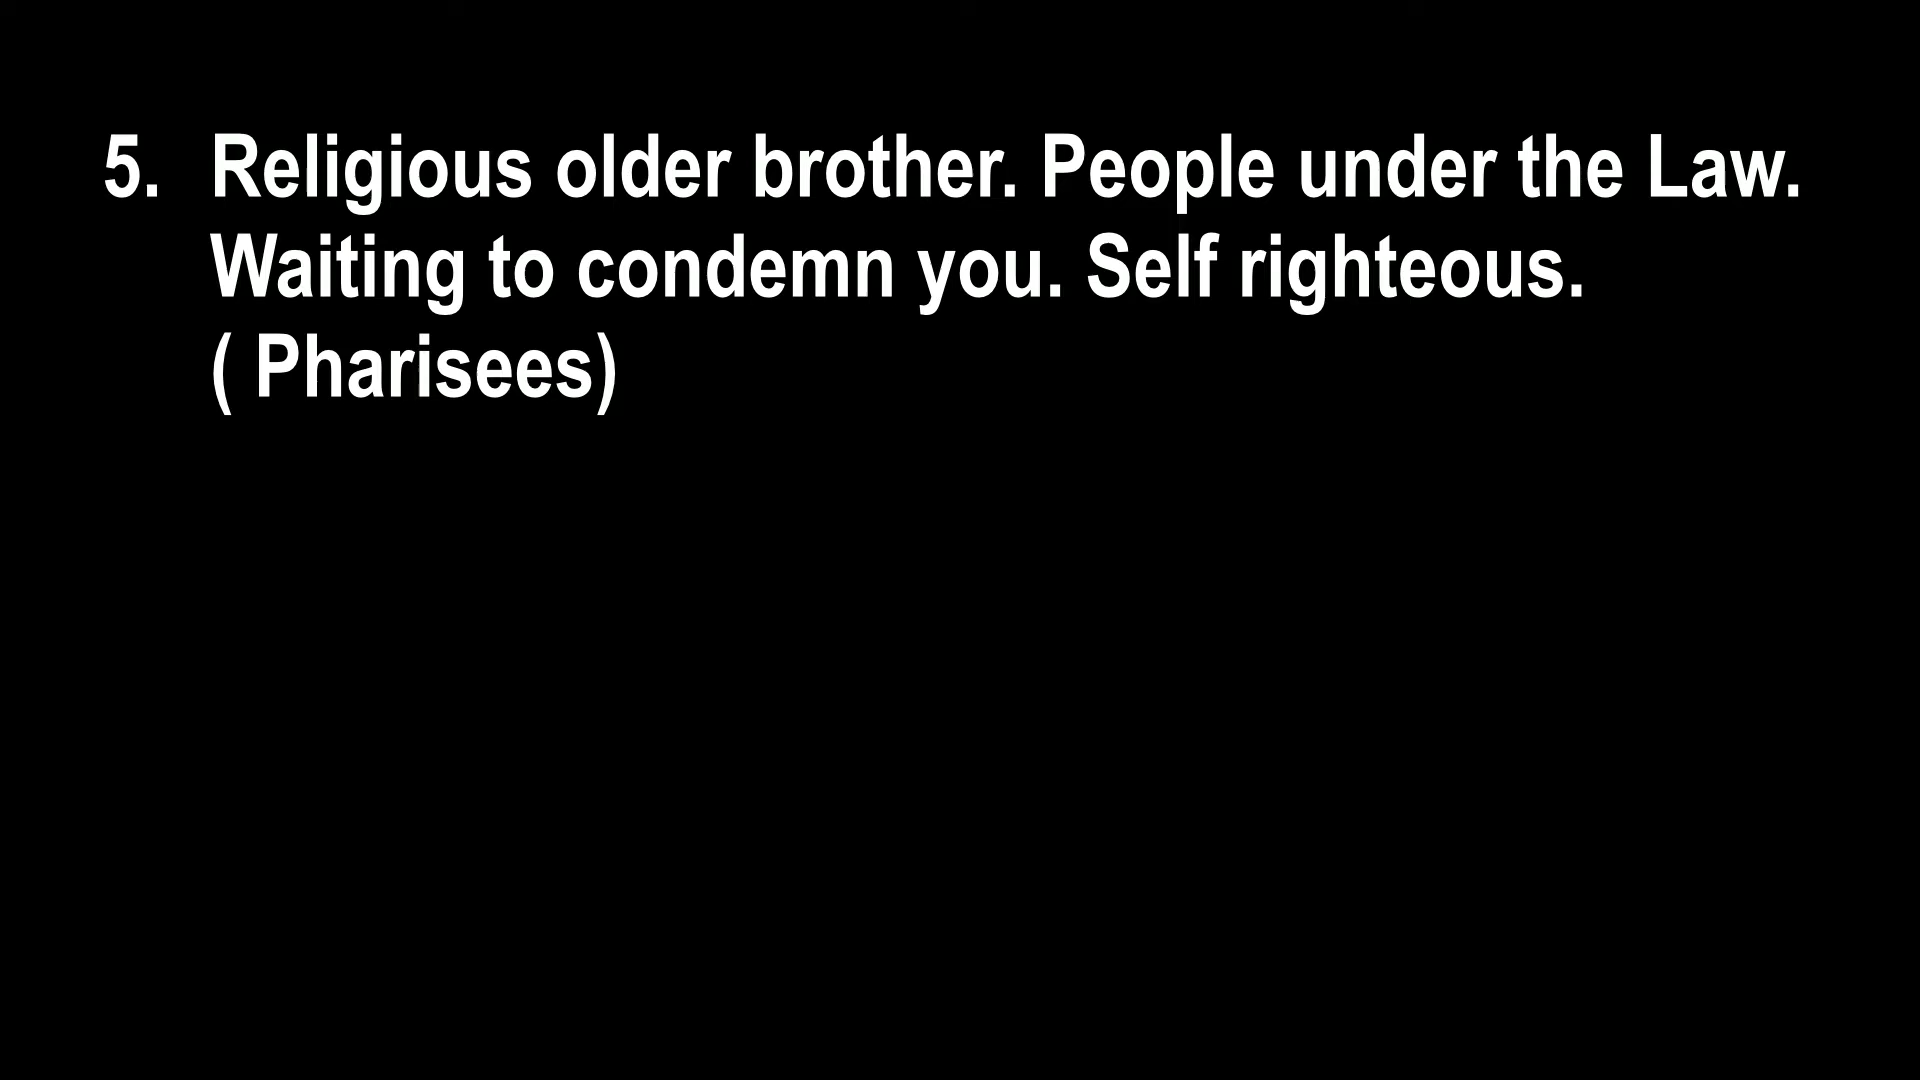 5. Religious older brother. People under the Law.
Waiting to condemn you. Self righteous.
( Pharisees)